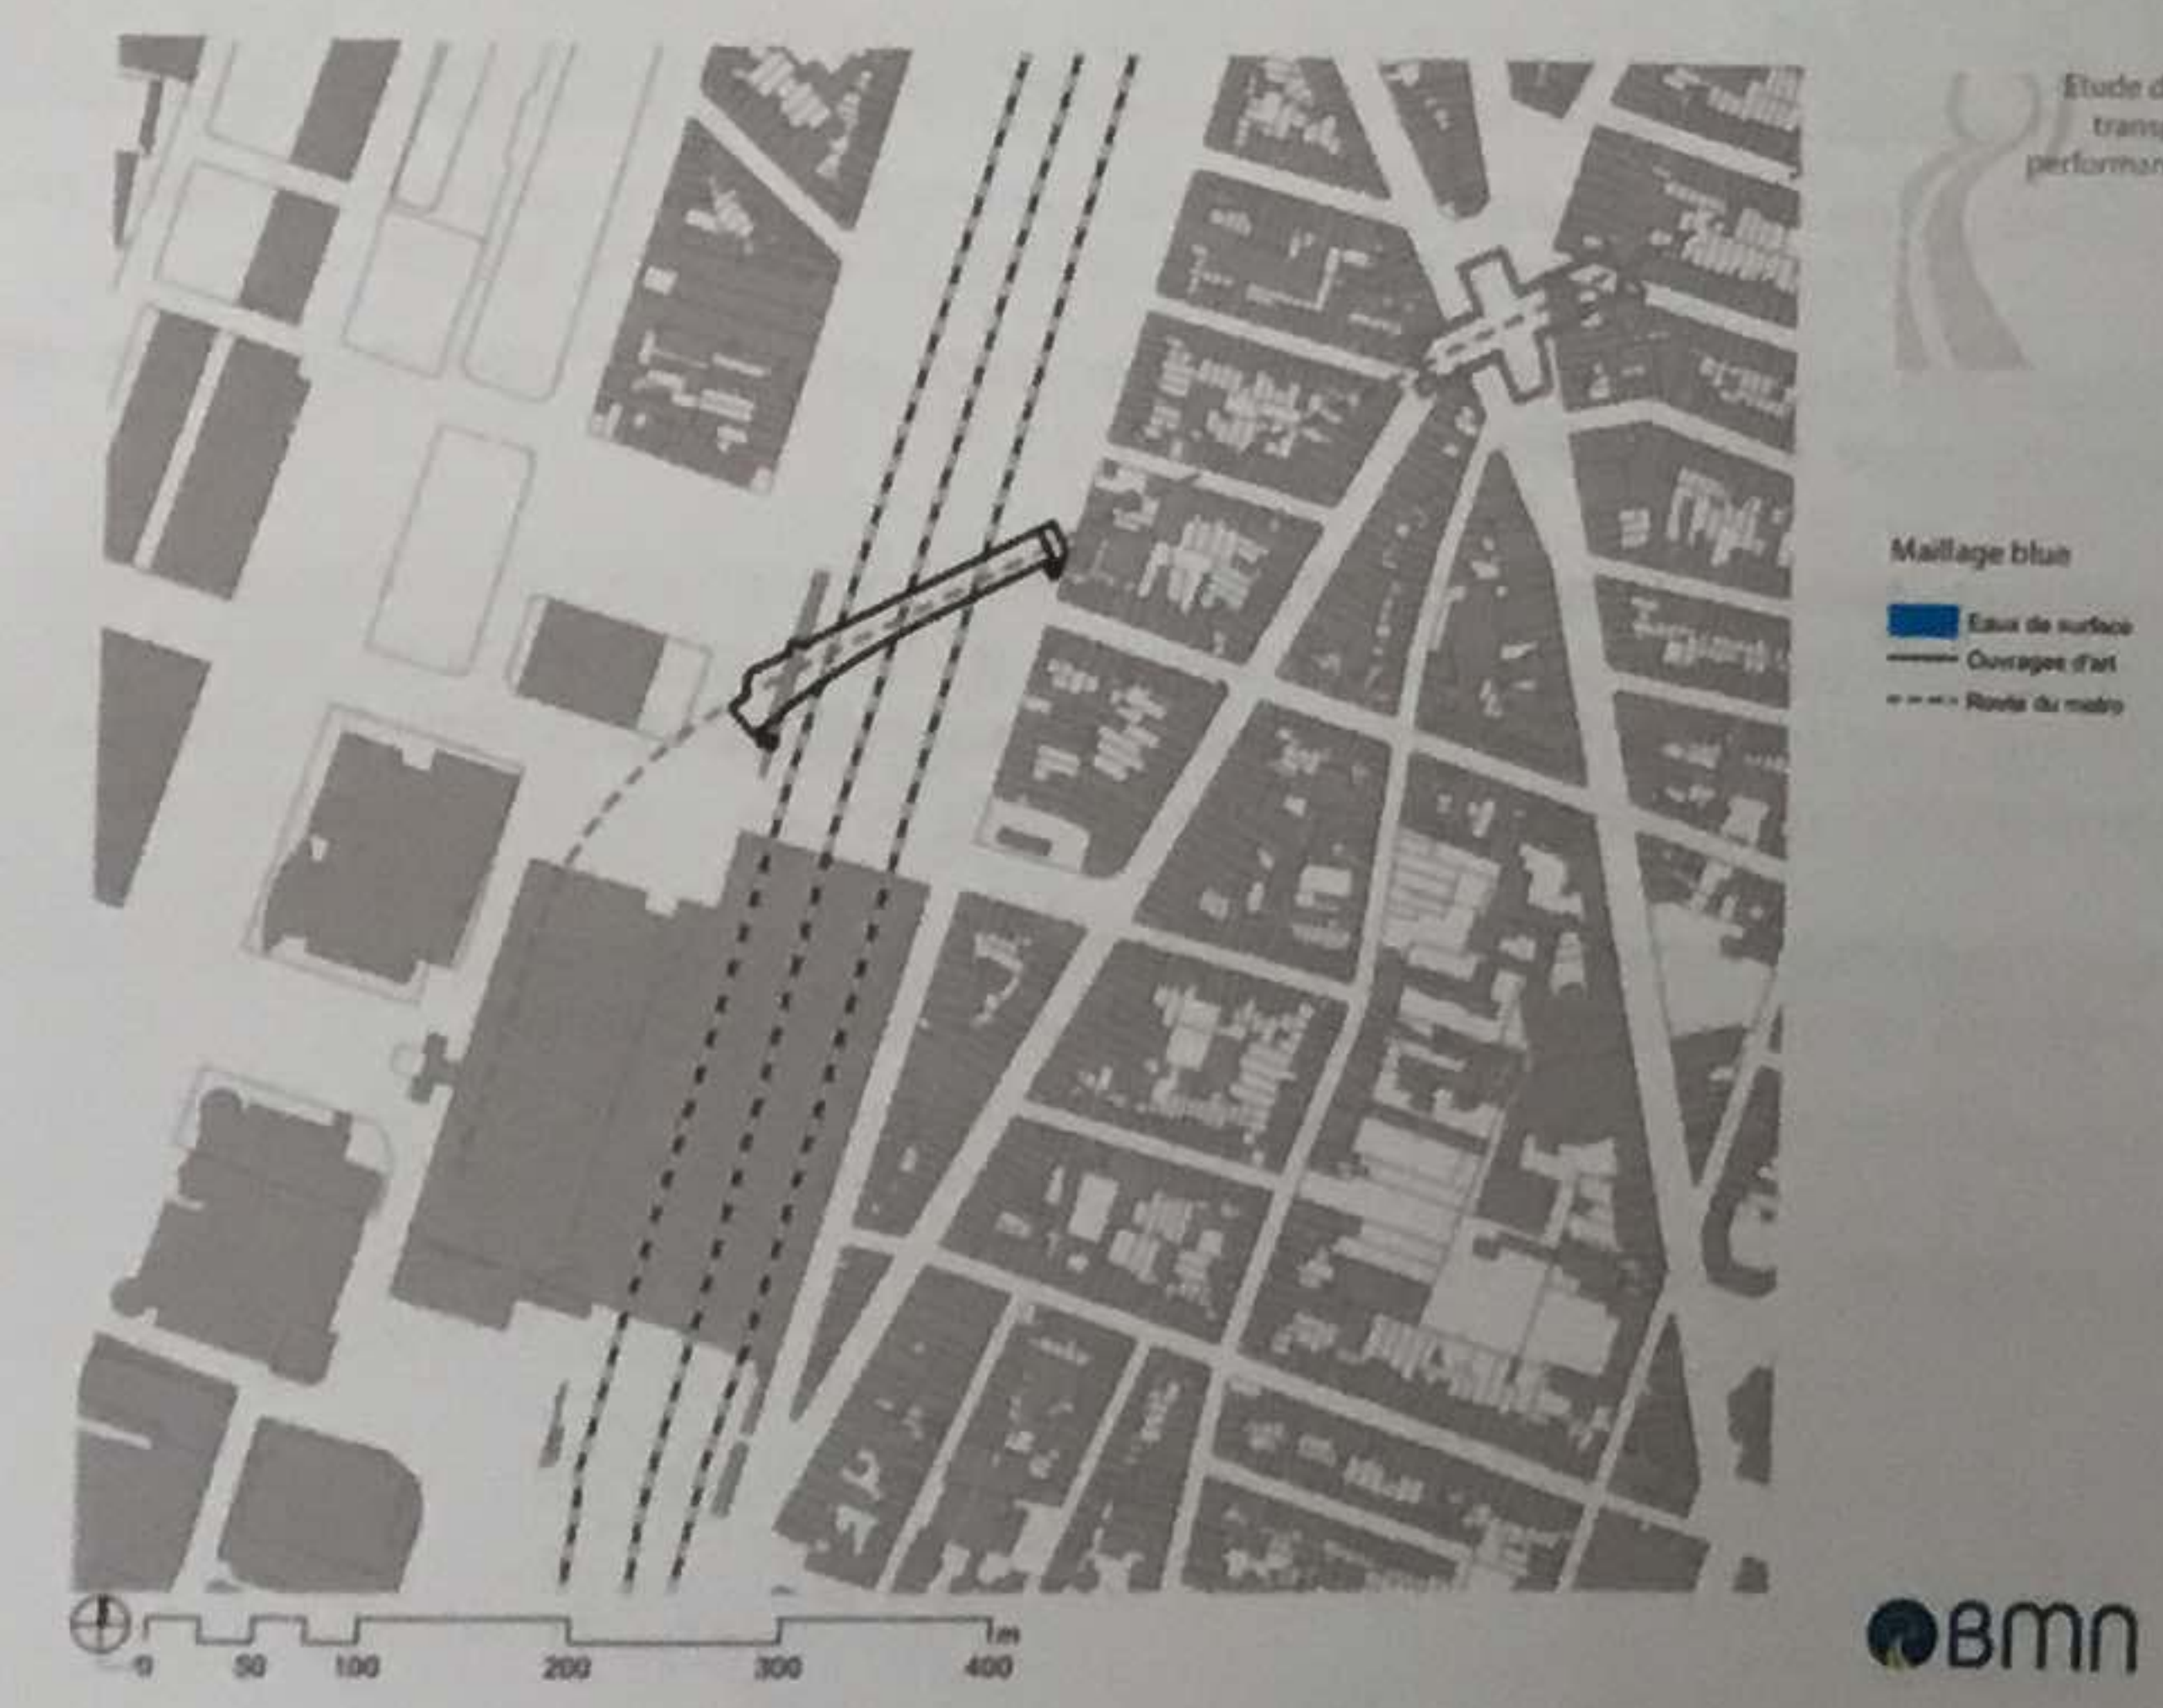 Etude d
trans
performan
Maillage blue
Eaux de surface
Ouvrages d'art
Route du metro
0 50 100 200 300 400
m
BMN